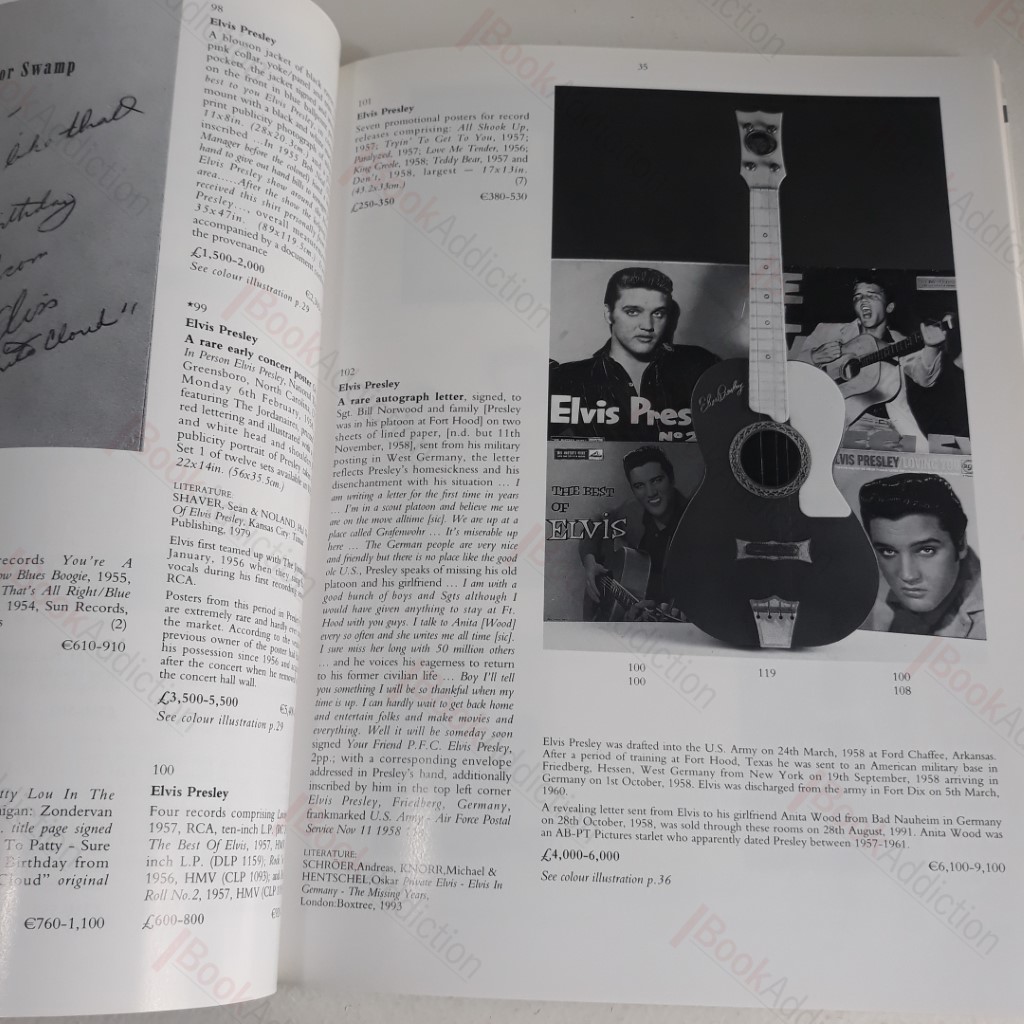 or Swamp
like that
irthday
from
98
Elvis Presley
A blouson jacket of black
pink collar, yoke/panel
pockets, the jacket signed
on the front in blue
best to you Elvis Presley
mount with a black and
print publicity photograph
11x8in. (28x20.3cm.)
inscribed ...In 1955 Bob
Manager before the colonel
hand to give out hand bills
Elvis Presley show around the
area.....After the show the
received this shirt personally from
Presley..., overall measurements
35x47in. (89x119.5cm.)
accompanied by a document
the provenance
£1,500-2,000
See colour illustration p.29
*99
Elvis Presley
A rare early concert poster
In Person Elvis Presley, National
Greensboro, North Carolina,
Monday 6th February, 1956
featuring The Jordanaires,
red lettering and illustrated with
and white head and shoulders
publicity portrait of Presley
Set 1 of twelve sets available
22x14in. (56x35.5cm.)
LITERATURE:
SHAVER, Sean & NOLAND,
Of Elvis Presley, Kansas City:
Publishing, 1979
Elvis first teamed up with The
January, 1956 when they sang
vocals during his first recording
RCA.
Posters from this period in
are extremely rare and hardly
the market. According to the
previous owner of the poster had
his possession since 1956 and
after the concert when he removed
the concert hall wall.
£3,500-5,500
See colour illustration p.29
100
Elvis Presley
Four records comprising
1957, RCA, ten-inch L.P.
The Best Of Elvis, 1957,
inch L.P. (DLP 1159);
1956, HMV (CLP 1093);
Roll No.2, 1957, HMV
£600-800
records You're A
Blues Boogie, 1955,
That's All Right/Blue
1954, Sun Records,
(2)
€610-910
tty Lou In The
igan: Zondervan
title page signed
To Patty - Sure
Birthday from
Cloud" original
€760-1,100
35
101
Elvis Presley
Seven promotional posters for record
releases comprising: All Shook Up,
1957; Tryin' To Get To You, 1957;
Paralyzed, 1957; Love Me Tender, 1956;
King Creole, 1958; Teddy Bear, 1957 and
Don't, 1958, largest — 17x13in.
(43.2x33cm.) (7)
£250-350 €380-530
102
Elvis Presley
A rare autograph letter, signed, to
Sgt. Bill Norwood and family [Presley
was in his platoon at Fort Hood] on two
sheets of lined paper, [n.d. but 11th
November, 1958], sent from his military
posting in West Germany, the letter
reflects Presley's homesickness and his
disenchantment with his situation ... I
am writing a letter for the first time in years
... I'm in a scout platoon and believe me we
are on the move alltime [sic]. We are up at a
place called Grafenwohr ... It's miserable up
here ... The German people are very nice
and friendly but there is no place like the good
ole U.S., Presley speaks of missing his old
platoon and his girlfriend ... I am with a
good bunch of boys and Sgts although I
would have given anything to stay at Ft.
Hood with you guys. I talk to Anita [Wood]
every so often and she writes me all time [sic].
I sure miss her long with 50 million others
... and he voices his eagerness to return
to his former civilian life ... Boy I'll tell
you something I will be so thankful when my
time is up. I can hardly wait to get back home
and entertain folks and make movies and
everything. Well it will be someday soon
signed Your Friend P.F.C. Elvis Presley,
2pp.; with a corresponding envelope
addressed in Presley's hand, additionally
inscribed by him in the top left corner
Elvis Presley, Friedberg, Germany,
frankmarked U.S. Army - Air Force Postal
Service Nov 11 1958
LITERATURE:
SCHRÖER,Andreas, KNORR,Michael &
HENTSCHEL,Oskar Private Elvis - Elvis In
Germany - The Missing Years,
London:Boxtree, 1993
Elvis Pres
No 2
Elvis Presley
THE BEST
OF
ELVIS
LVIS PRESLEY LOVING
100 119 100
100 108
Elvis Presley was drafted into the U.S. Army on 24th March, 1958 at Ford Chaffee, Arkansas.
After a period of training at Fort Hood, Texas he was sent to an American military base in
Friedberg, Hessen, West Germany from New York on 19th September, 1958 arriving in
Germany on 1st October, 1958. Elvis was discharged from the army in Fort Dix on 5th March,
1960.
A revealing letter sent from Elvis to his girlfriend Anita Wood from Bad Nauheim in Germany
on 28th October, 1958, was sold through these rooms on 28th August, 1991. Anita Wood was
an AB-PT Pictures starlet who apparently dated Presley between 1957-1961.
£4,000-6,000 €6,100-9,100
See colour illustration p.36
BookAddiction